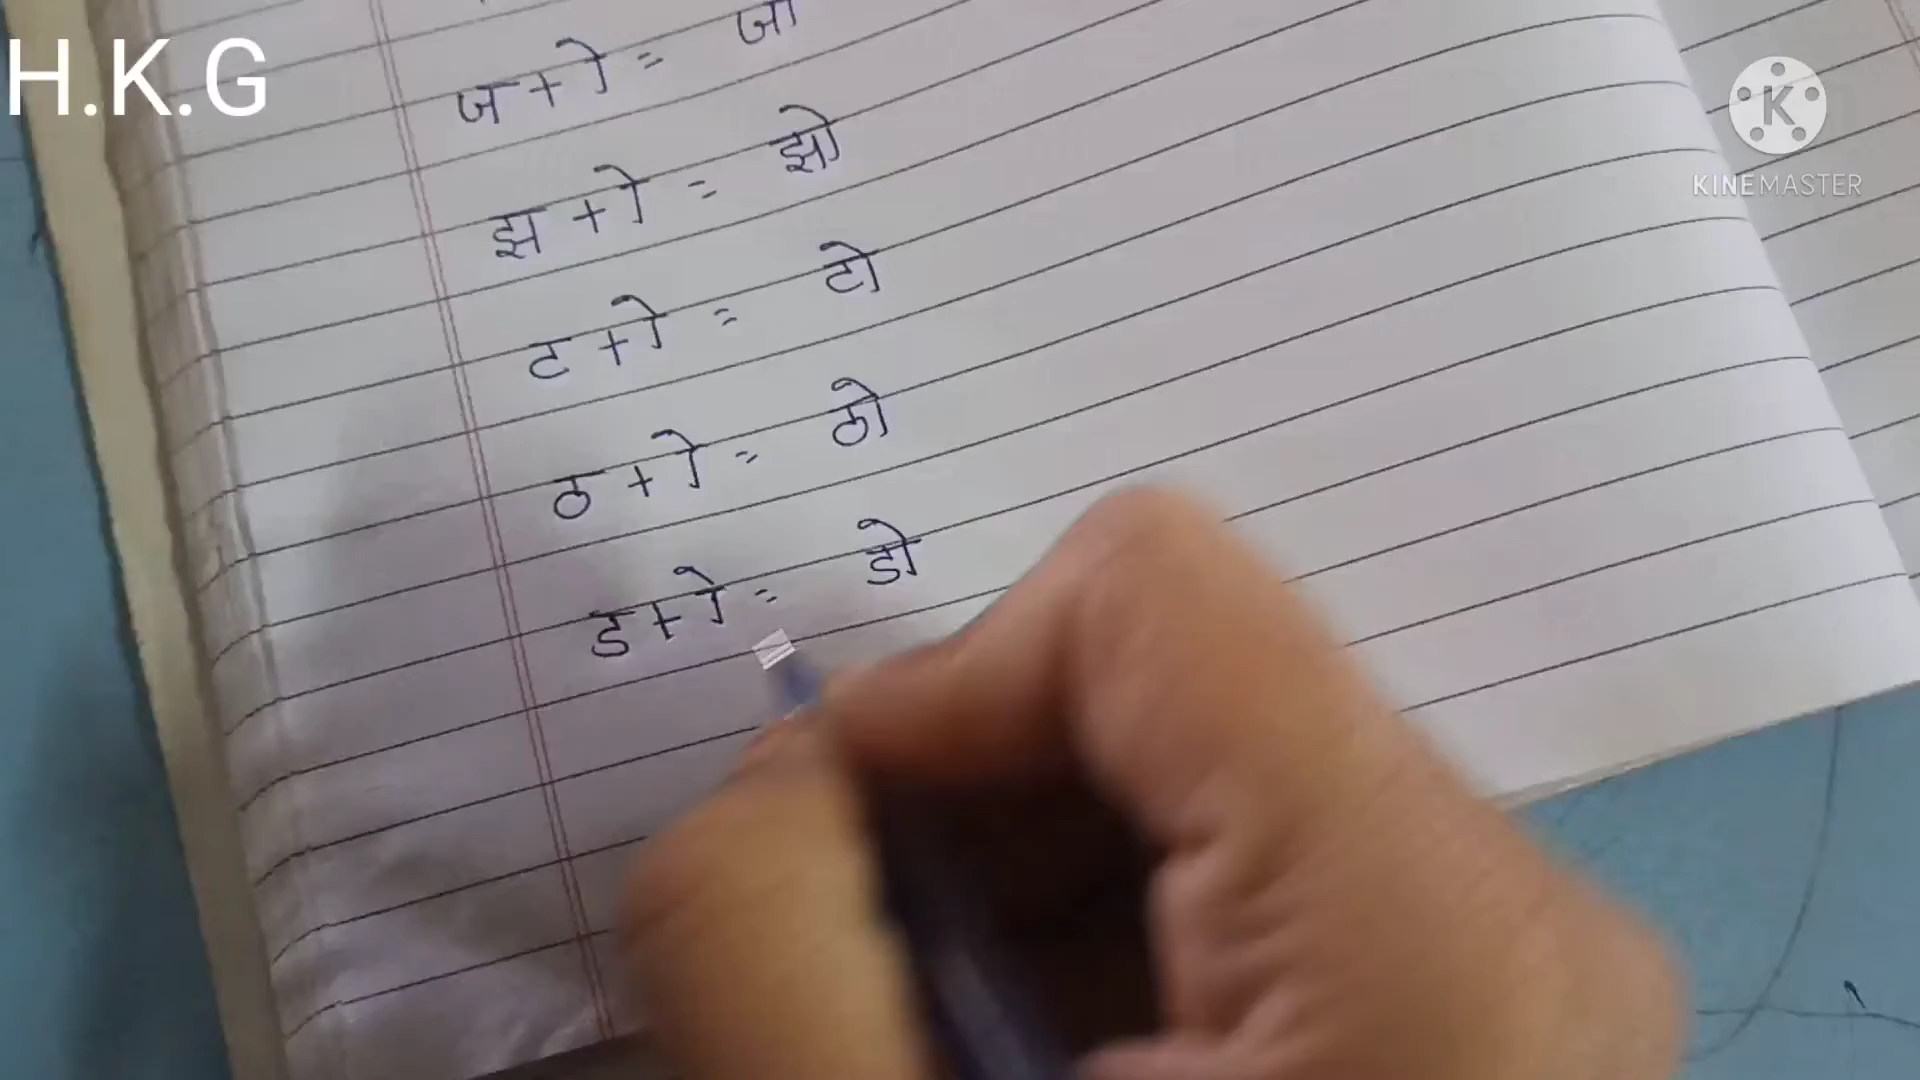 H.K.G
KINEMASTER
ज + ो = जो
झ + ो = झो
ट + ो = टो
ठ + ो = ठो
ड + ो = डो